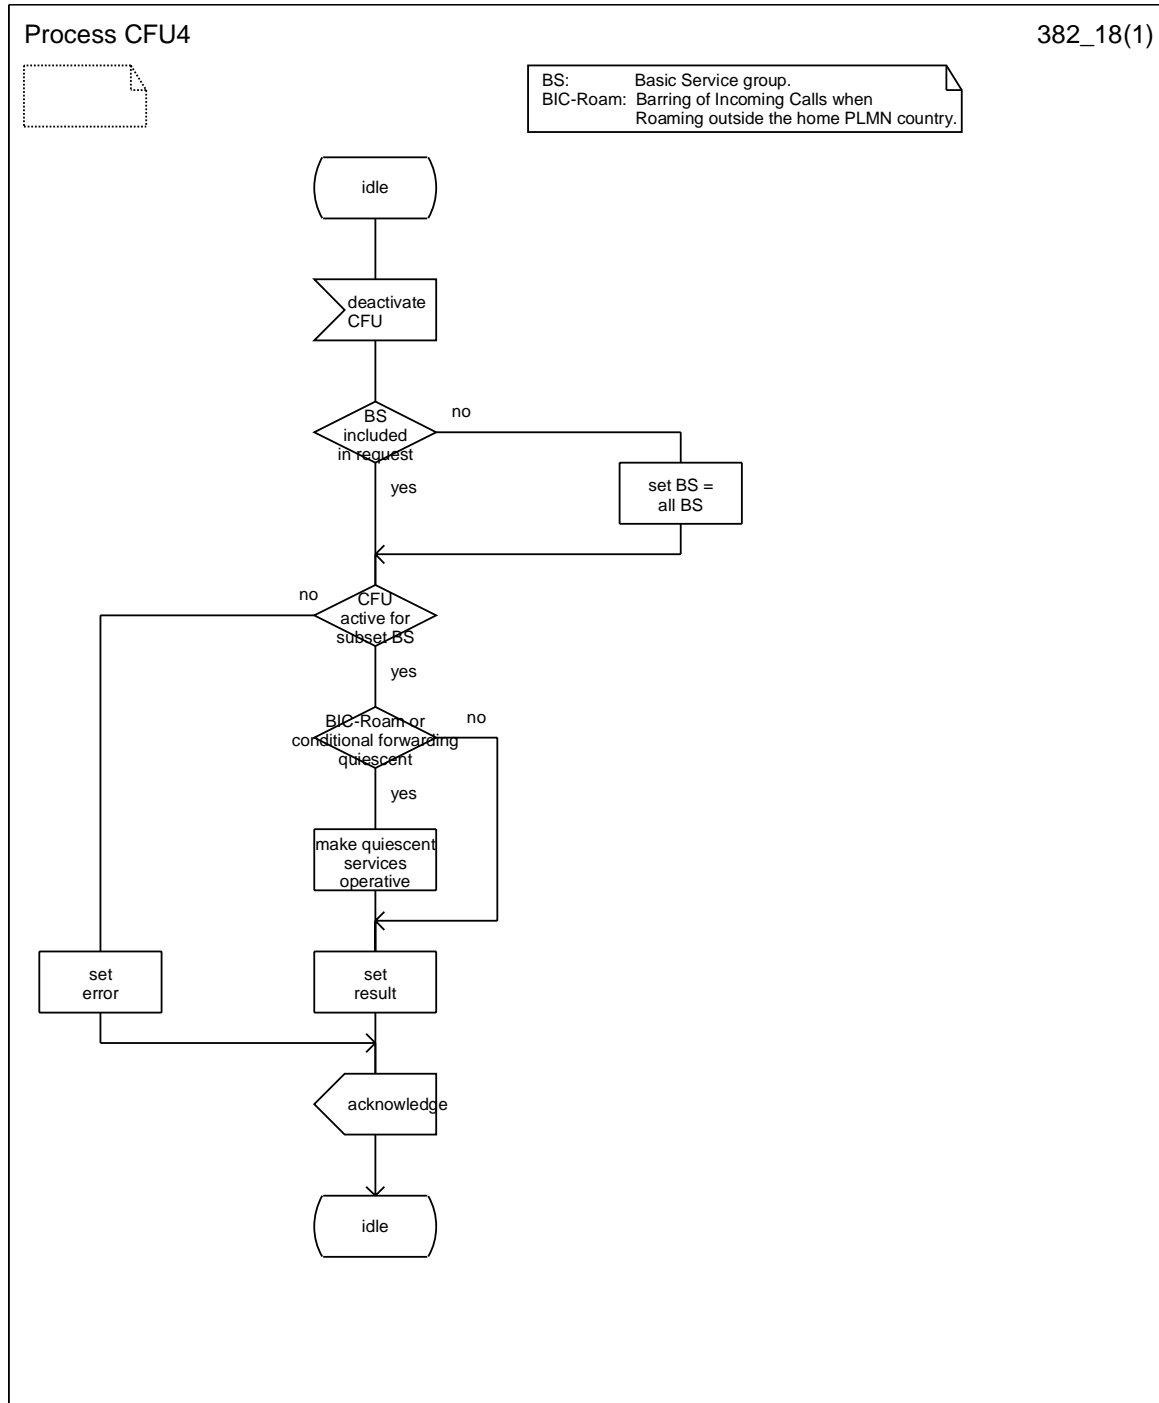 Process CFU4
382_18(1)
BS: Basic Service group.
BIC-Roam: Barring of Incoming Calls when
Roaming outside the home PLMN country.
idle
deactivate
CFU
BS
included
in request
no
yes
set BS =
all BS
no
CFU
active for
subset BS
yes
BIC-Roam or
conditional forwarding
quiescent
no
yes
make quiescent
services
operative
set
error
set
result
acknowledge
idle